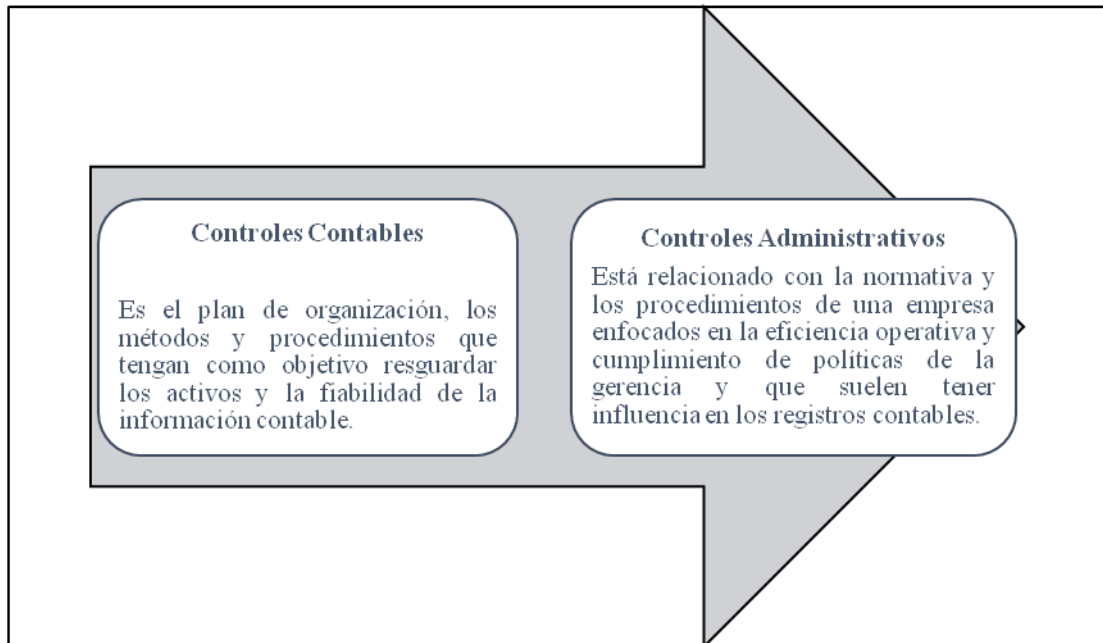 Controles Contables
Es el plan de organización, los
métodos y procedimientos que
tengan como objetivo resguardar
los activos y la fiabilidad de la
información contable.
Controles Administrativos
Está relacionado con la normativa y
los procedimientos de una empresa
enfocados en la eficiencia operativa y
cumplimiento de políticas de la
gerencia y que suelen tener
influencia en los registros contables.